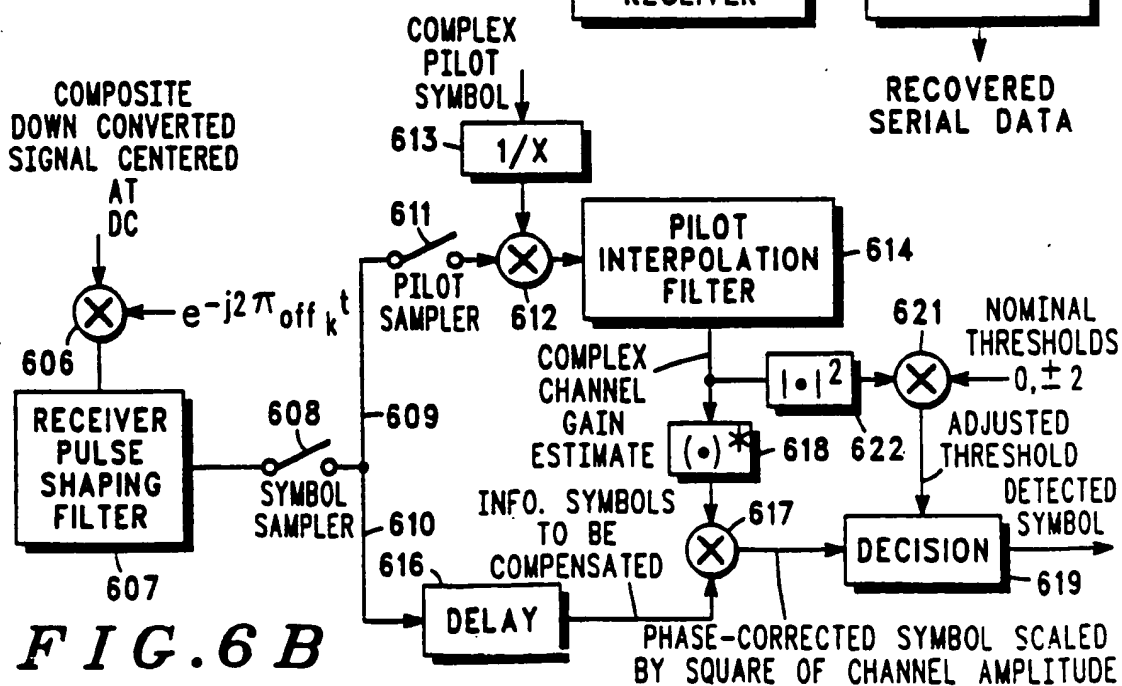 RECEIVER
RECOVERED
SERIAL DATA
COMPLEX
PILOT
SYMBOL
613
1/X
COMPOSITE
DOWN CONVERTED
SIGNAL CENTERED
AT
DC
606
e^-j2π off_k t
RECEIVER
PULSE
SHAPING
FILTER
607
608
SYMBOL
SAMPLER
609
610
611
PILOT
SAMPLER
612
PILOT
INTERPOLATION
FILTER
614
COMPLEX
CHANNEL
GAIN
ESTIMATE
|•|²
622
621
NOMINAL
THRESHOLDS
0,±2
(•)*
618
ADJUSTED
THRESHOLD
616
DELAY
INFO. SYMBOLS
TO BE
COMPENSATED
617
DECISION
619
DETECTED
SYMBOL
PHASE-CORRECTED SYMBOL SCALED
BY SQUARE OF CHANNEL AMPLITUDE
FIG.6B